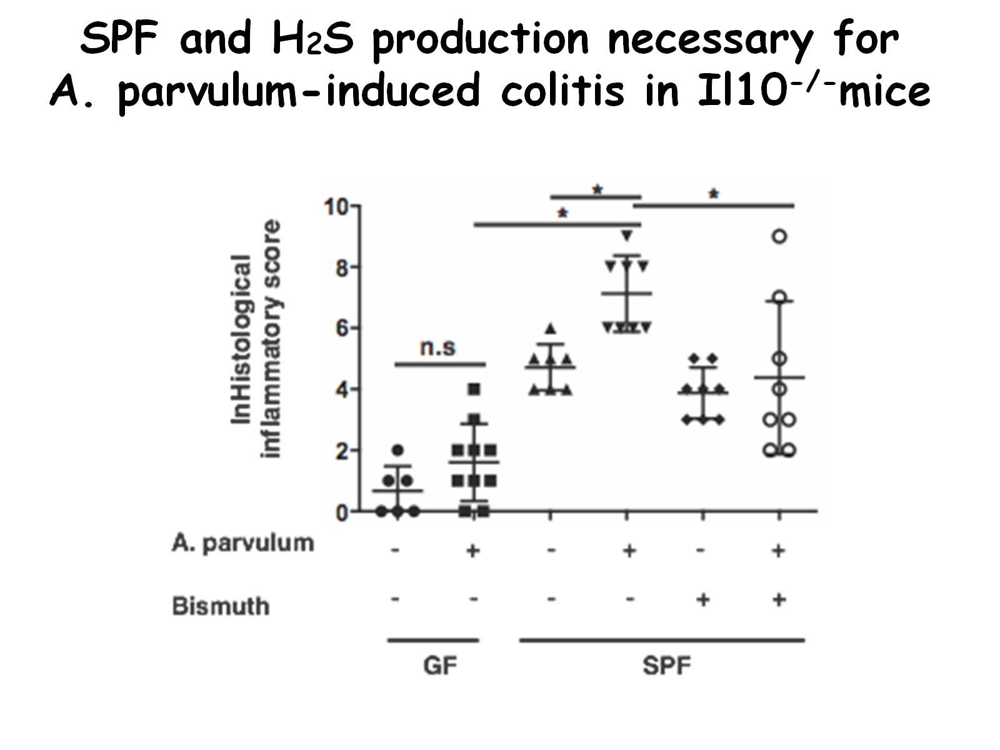 SPF and H₂S production necessary for
A. parvulum-induced colitis in Il10⁻/⁻mice
InHistological
inflammatory score
10
8
6
4
2
0
*
*
*
n.s
A. parvulum - + - + - +
Bismuth - - - - + +
GF SPF